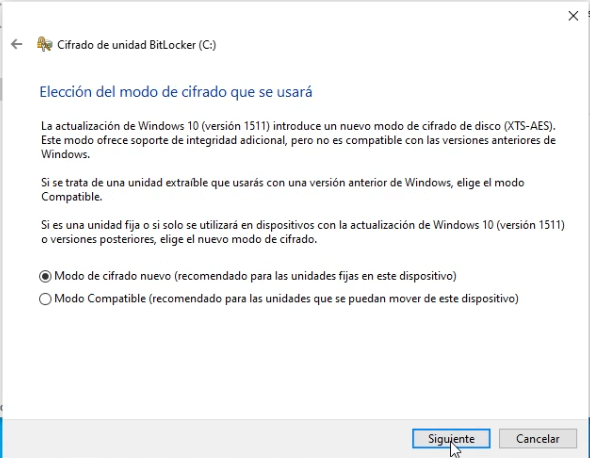 Cifrado de unidad BitLocker (C:)
Elección del modo de cifrado que se usará
La actualización de Windows 10 (versión 1511) introduce un nuevo modo de cifrado de disco (XTS-AES).
Este modo ofrece soporte de integridad adicional, pero no es compatible con las versiones anteriores de
Windows.
Si se trata de una unidad extraíble que usarás con una versión anterior de Windows, elige el modo
Compatible.
Si es una unidad fija o si solo se utilizará en dispositivos con la actualización de Windows 10 (versión 1511)
o versiones posteriores, elige el nuevo modo de cifrado.
Modo de cifrado nuevo (recomendado para las unidades fijas en este dispositivo)
Modo Compatible (recomendado para las unidades que se puedan mover de este dispositivo)
Siguiente
Cancelar